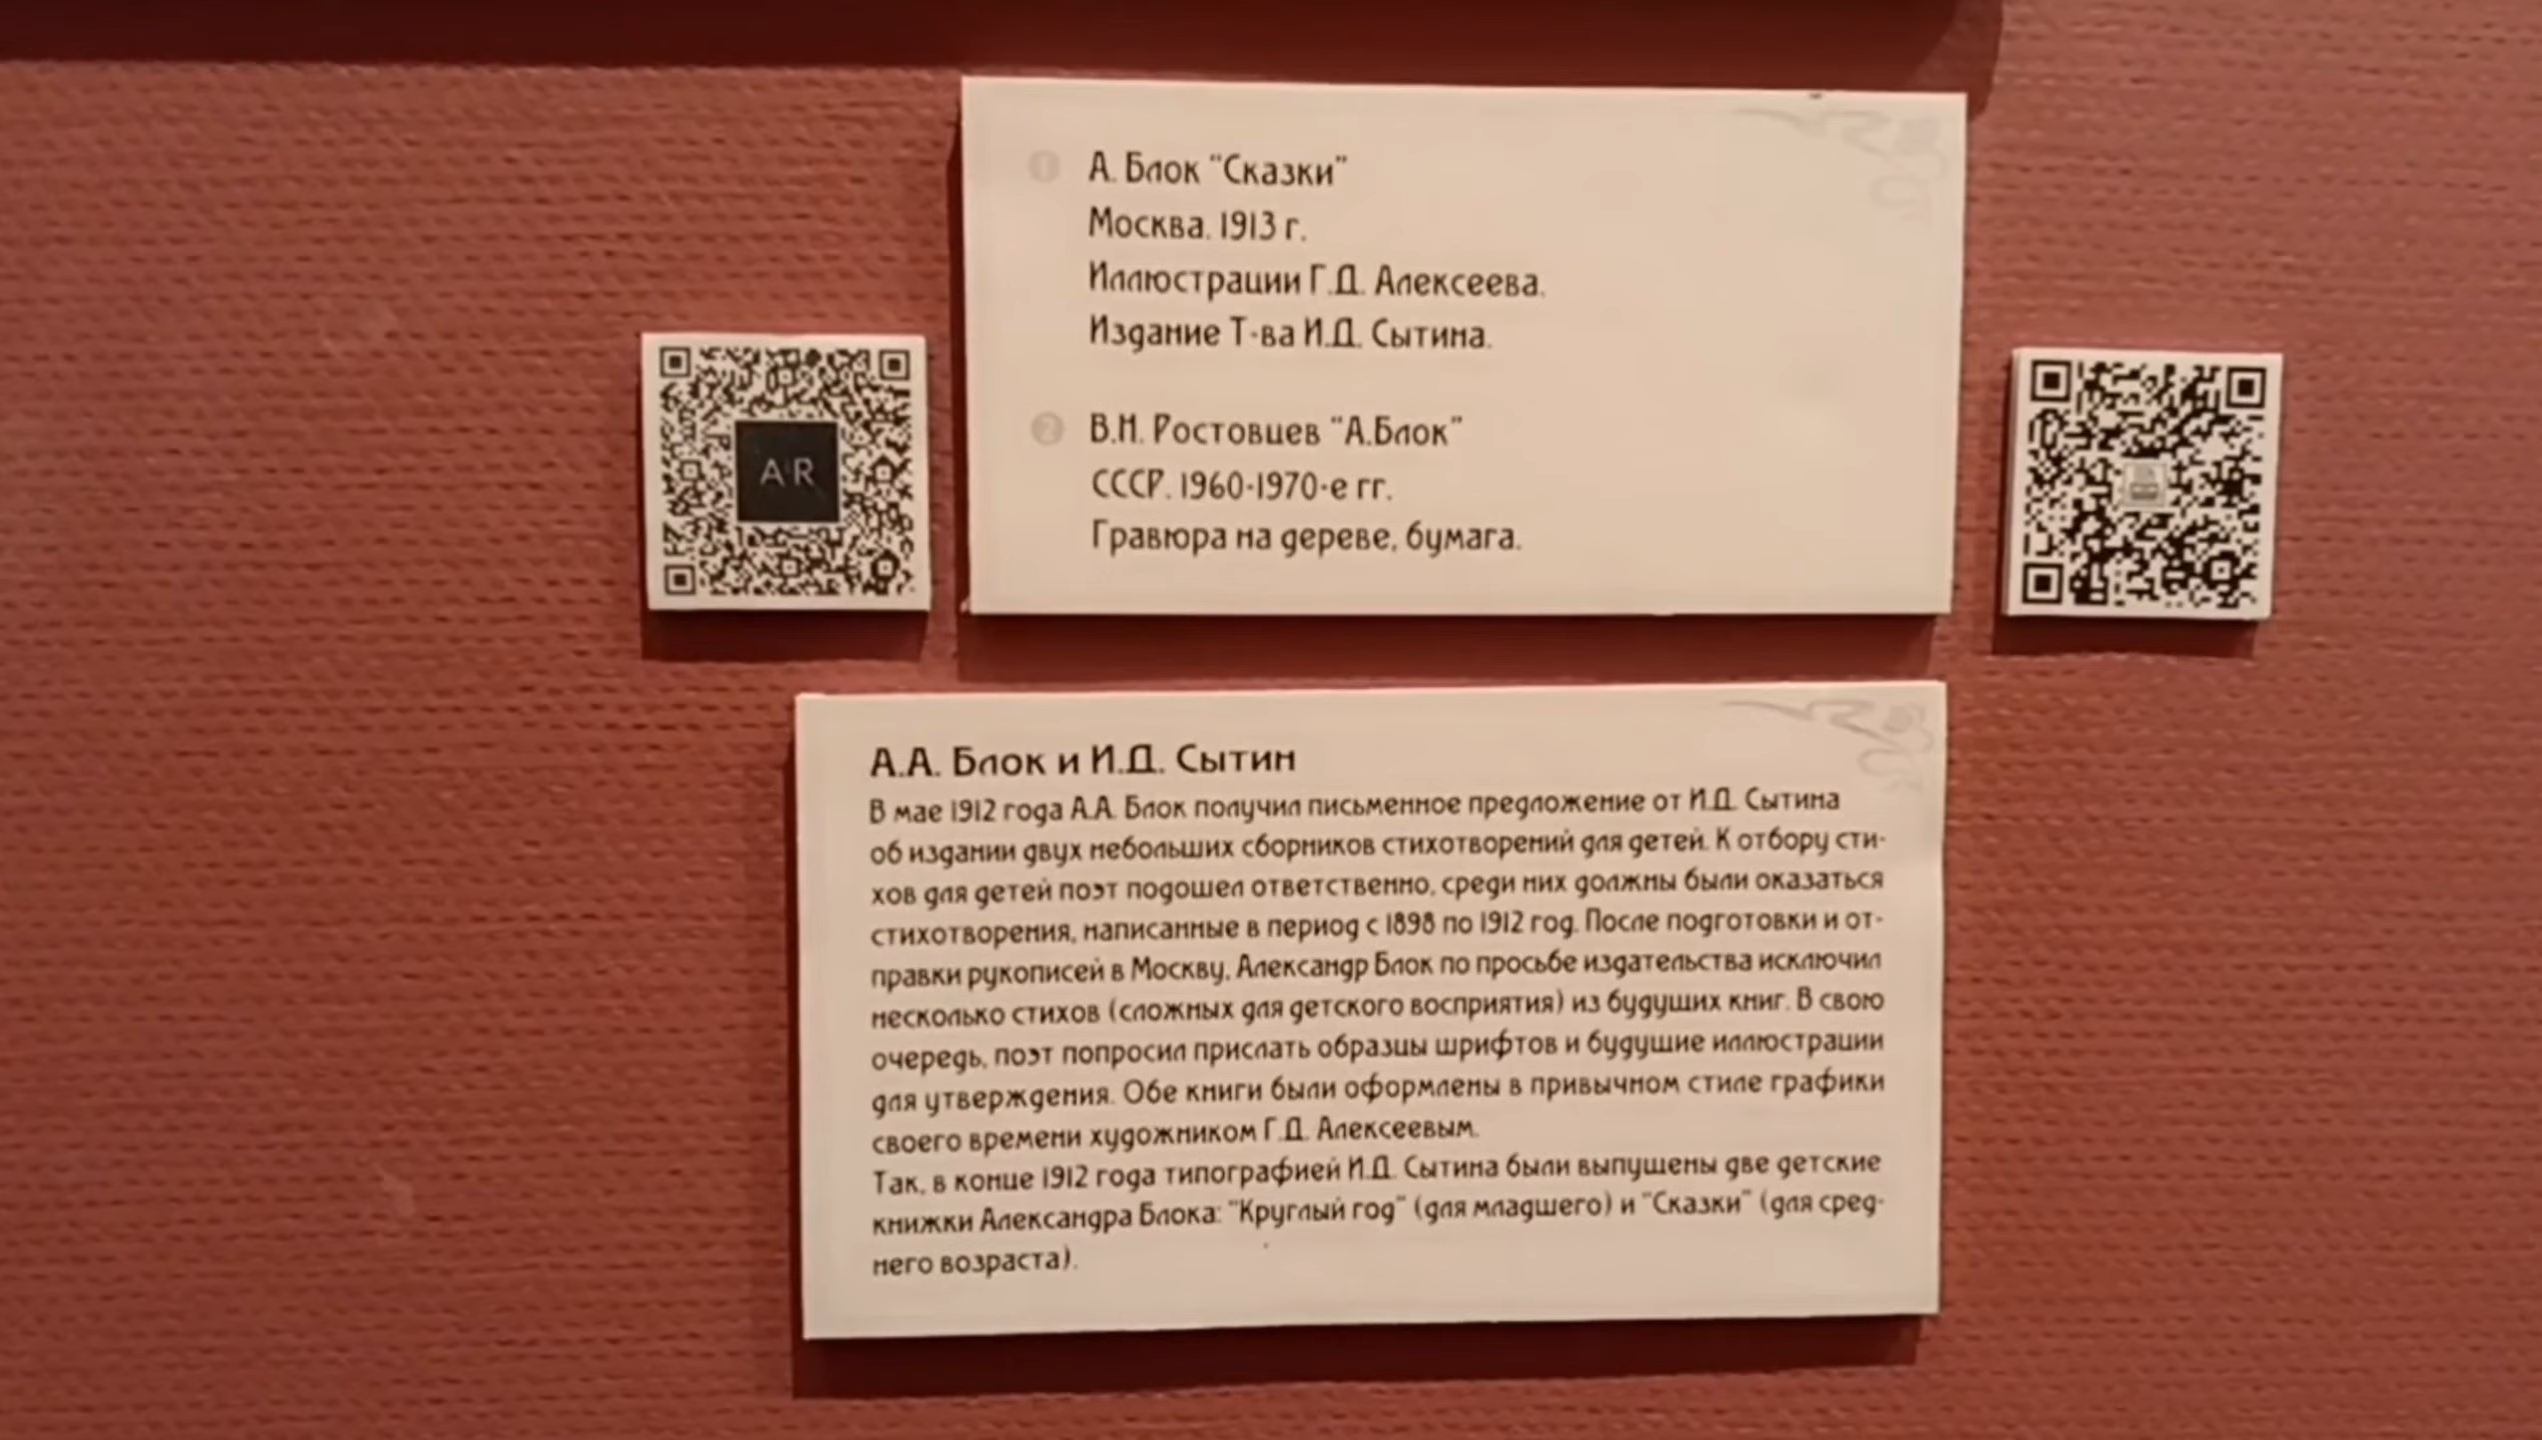 1 А. Блок "Сказки"
Москва. 1913 г.
Иллюстрации Г.Д. Алексеева.
Издание Т-ва И.Д. Сытина.
2 В.Н. Ростовцев "А.Блок"
СССР. 1960-1970-е гг.
Гравюра на дереве, бумага.
AR
А.А. Блок и И.Д. Сытин
В мае 1912 года А.А. Блок получил письменное предложение от И.Д. Сытина
об издании двух небольших сборников стихотворений для детей. К отбору сти-
хов для детей поэт подошел ответственно, среди них должны были оказаться
стихотворения, написанные в период с 1898 по 1912 год. После подготовки и от-
правки рукописей в Москву, Александр Блок по просьбе издательства исключил
несколько стихов (сложных для детского восприятия) из будущих книг. В свою
очередь, поэт попросил прислать образцы шрифтов и будущие иллюстрации
для утверждения. Обе книги были оформлены в привычном стиле графики
своего времени художником Г.Д. Алексеевым.
Так, в конце 1912 года типографией И.Д. Сытина были выпущены две детские
книжки Александра Блока: "Круглый год" (для младшего) и "Сказки" (для сред-
него возраста).